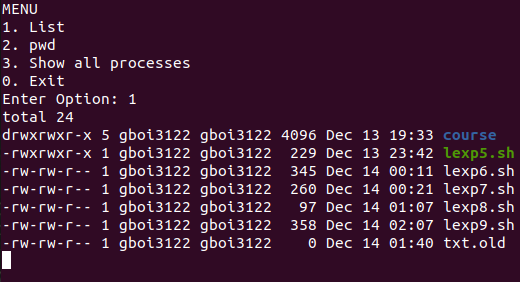 MENU
1. List
2. pwd
3. Show all processes
0. Exit
Enter Option: 1
total 24
drwxrwxr-x 5 gboi3122 gboi3122 4096 Dec 13 19:33 course
-rwxrwxr-x 1 gboi3122 gboi3122  229 Dec 13 23:42 lexp5.sh
-rw-rw-r-- 1 gboi3122 gboi3122  345 Dec 14 00:11 lexp6.sh
-rw-rw-r-- 1 gboi3122 gboi3122  260 Dec 14 00:21 lexp7.sh
-rw-rw-r-- 1 gboi3122 gboi3122   97 Dec 14 01:07 lexp8.sh
-rw-rw-r-- 1 gboi3122 gboi3122  358 Dec 14 02:07 lexp9.sh
-rw-rw-r-- 1 gboi3122 gboi3122    0 Dec 14 01:40 txt.old